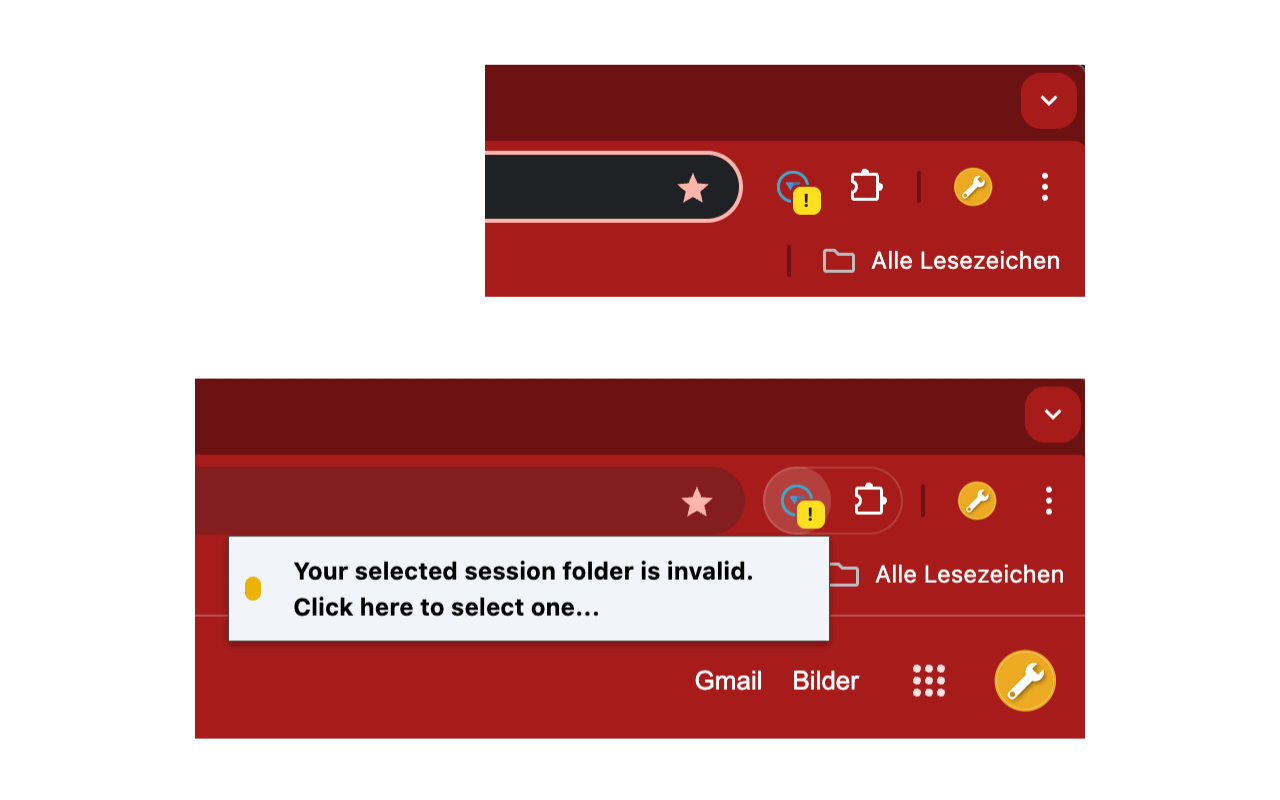 !
Alle Lesezeichen
!
Your selected session folder is invalid.
Click here to select one...
Alle Lesezeichen
Gmail Bilder